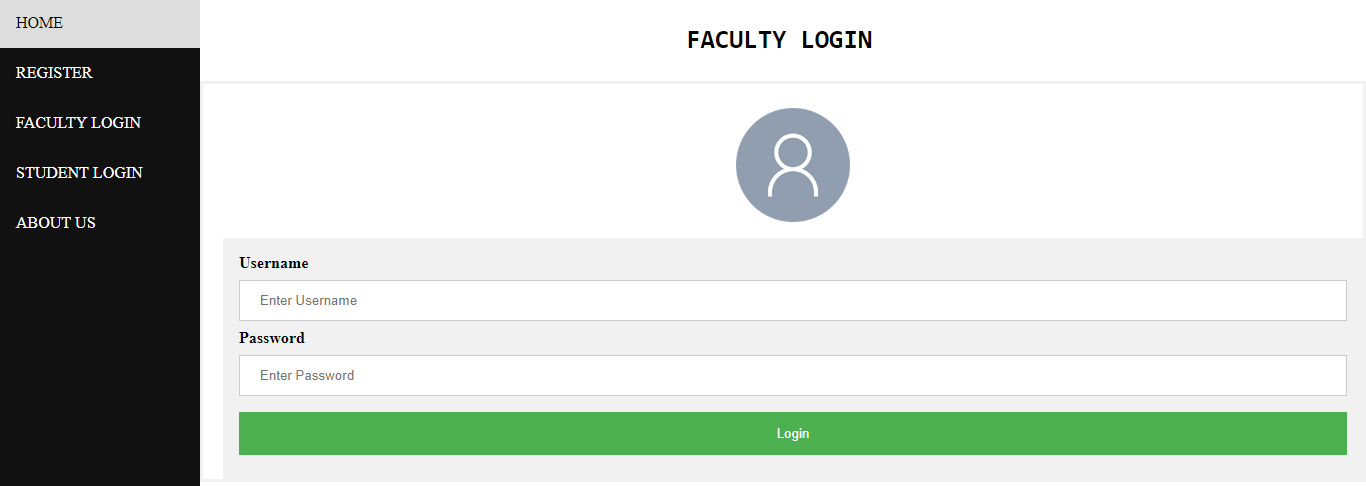 HOME
REGISTER
FACULTY LOGIN
STUDENT LOGIN
ABOUT US
FACULTY LOGIN
Username
Enter Username
Password
Enter Password
Login